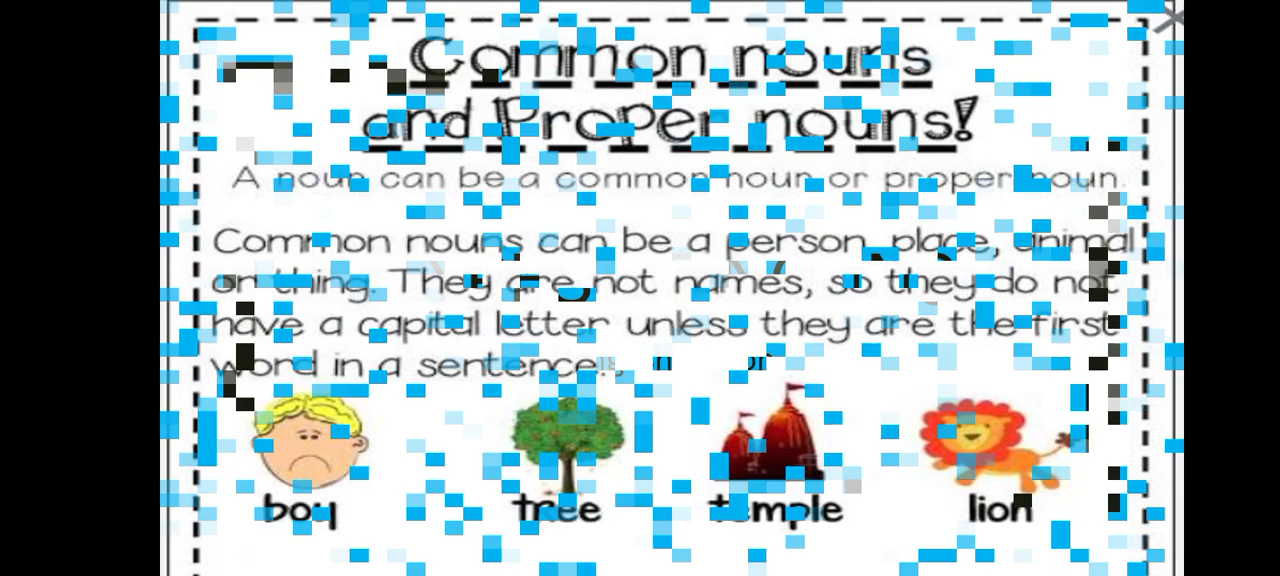 Common nouns
and Proper nouns!
A noun can be a common noun or proper noun.
Common nouns can be a person, place, animal
or thing. They are not names, so they do not
have a capital letter unless they are the first
word in a sentence!
boy
tree
temple
lion